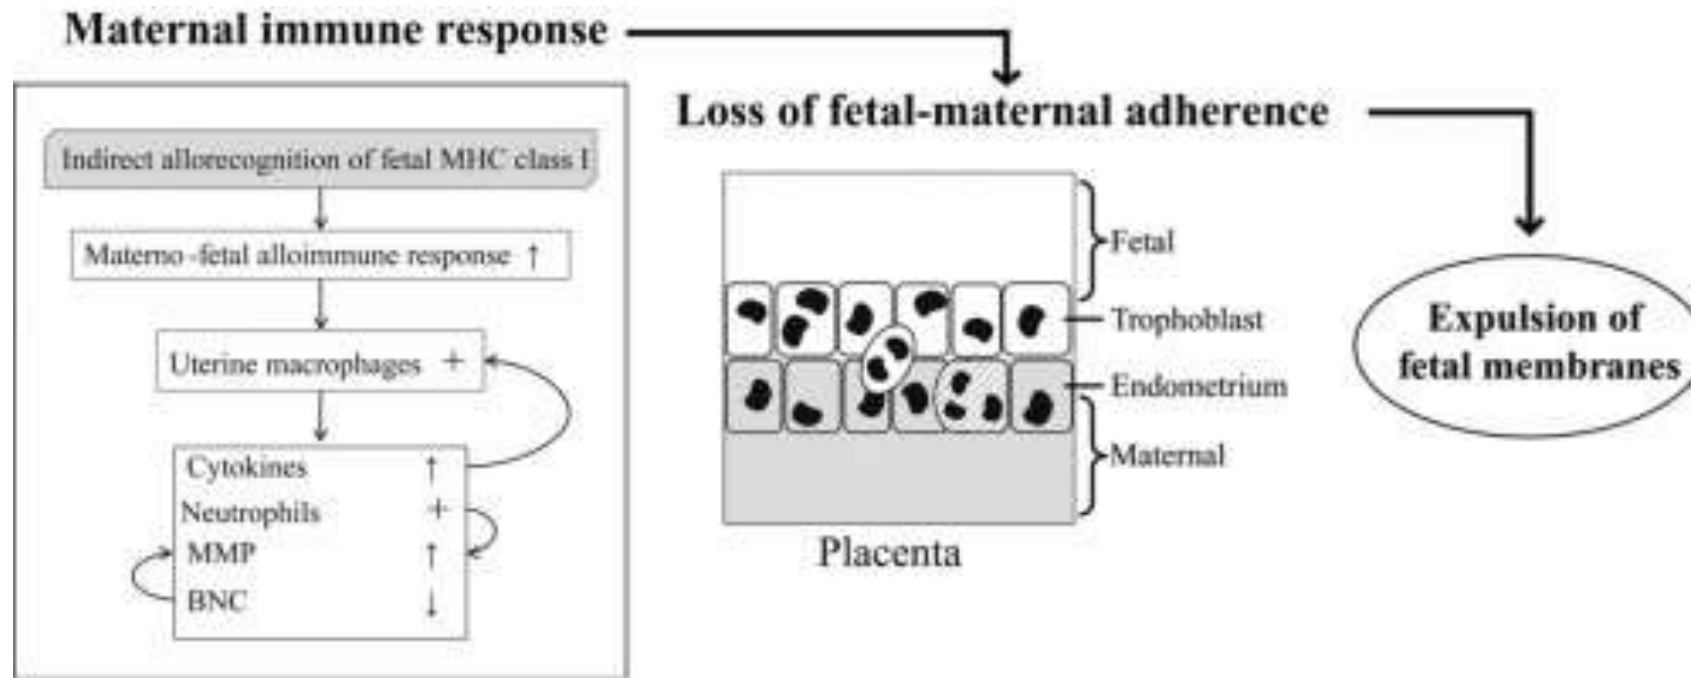 Maternal immune response
Indirect allorecognition of fetal MHC class I
Materno-fetal alloimmune response ↑
Uterine macrophages +
Cytokines ↑
Neutrophils +
MMP ↑
BNC ↓
Loss of fetal-maternal adherence
Fetal
Trophoblast
Endometrium
Maternal
Placenta
Expulsion of
fetal membranes